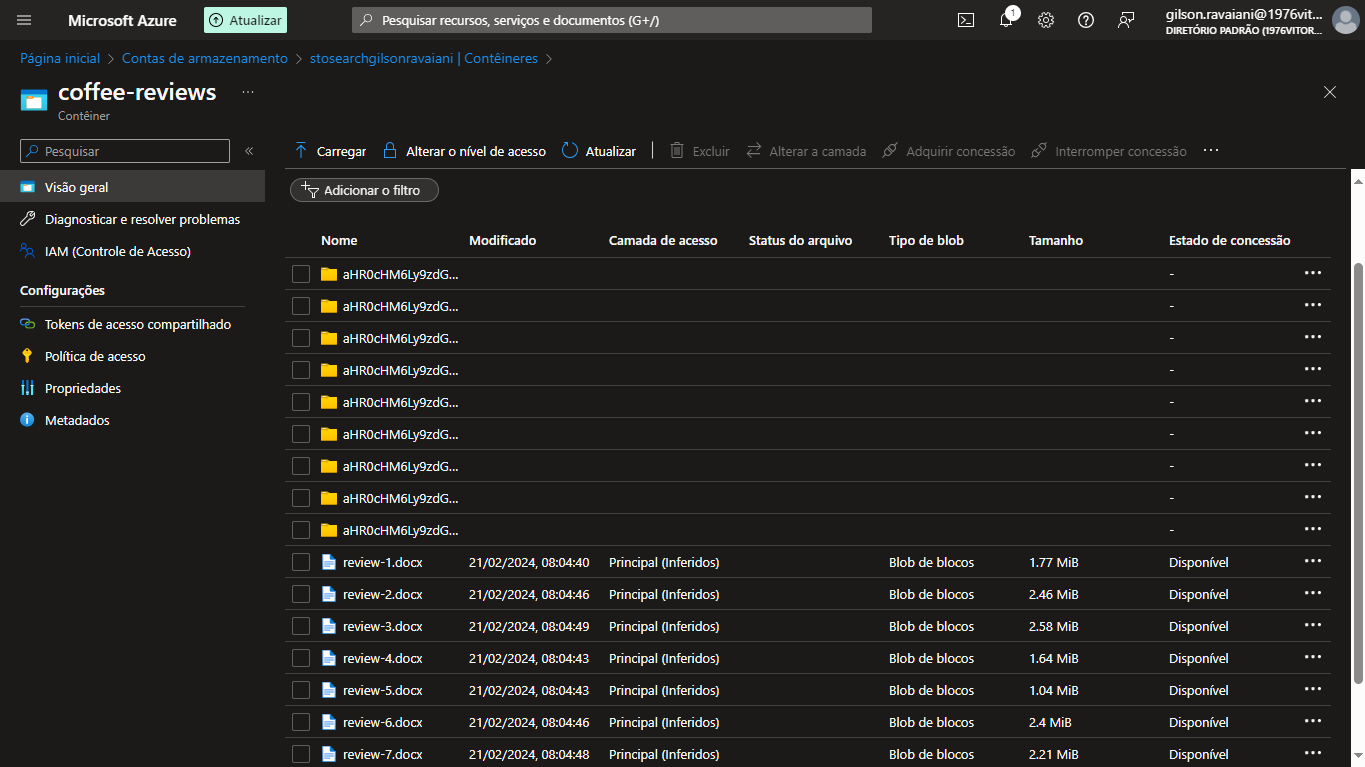 Microsoft Azure
Atualizar
Pesquisar recursos, serviços e documentos (G+/)
1
gilson.ravaiani@1976vit...
DIRETÓRIO PADRÃO (1976VITOR...
Página inicial > Contas de armazenamento > stosearchgilsonravaiani | Contêineres >
coffee-reviews ...
Contêiner
Pesquisar «
Carregar Alterar o nível de acesso Atualizar | Excluir Alterar a camada Adquirir concessão Interromper concessão ...
Visão geral
Diagnosticar e resolver problemas
IAM (Controle de Acesso)
Configurações
Tokens de acesso compartilhado
Política de acesso
Propriedades
Metadados
Adicionar o filtro
Nome Modificado Camada de acesso Status do arquivo Tipo de blob Tamanho Estado de concessão
aHR0cHM6Ly9zdG... - ...
aHR0cHM6Ly9zdG... - ...
aHR0cHM6Ly9zdG... - ...
aHR0cHM6Ly9zdG... - ...
aHR0cHM6Ly9zdG... - ...
aHR0cHM6Ly9zdG... - ...
aHR0cHM6Ly9zdG... - ...
aHR0cHM6Ly9zdG... - ...
aHR0cHM6Ly9zdG... - ...
review-1.docx 21/02/2024, 08:04:40 Principal (Inferidos) Blob de blocos 1.77 MiB Disponível ...
review-2.docx 21/02/2024, 08:04:46 Principal (Inferidos) Blob de blocos 2.46 MiB Disponível ...
review-3.docx 21/02/2024, 08:04:49 Principal (Inferidos) Blob de blocos 2.58 MiB Disponível ...
review-4.docx 21/02/2024, 08:04:43 Principal (Inferidos) Blob de blocos 1.64 MiB Disponível ...
review-5.docx 21/02/2024, 08:04:43 Principal (Inferidos) Blob de blocos 1.04 MiB Disponível ...
review-6.docx 21/02/2024, 08:04:46 Principal (Inferidos) Blob de blocos 2.4 MiB Disponível ...
review-7.docx 21/02/2024, 08:04:48 Principal (Inferidos) Blob de blocos 2.21 MiB Disponível ...